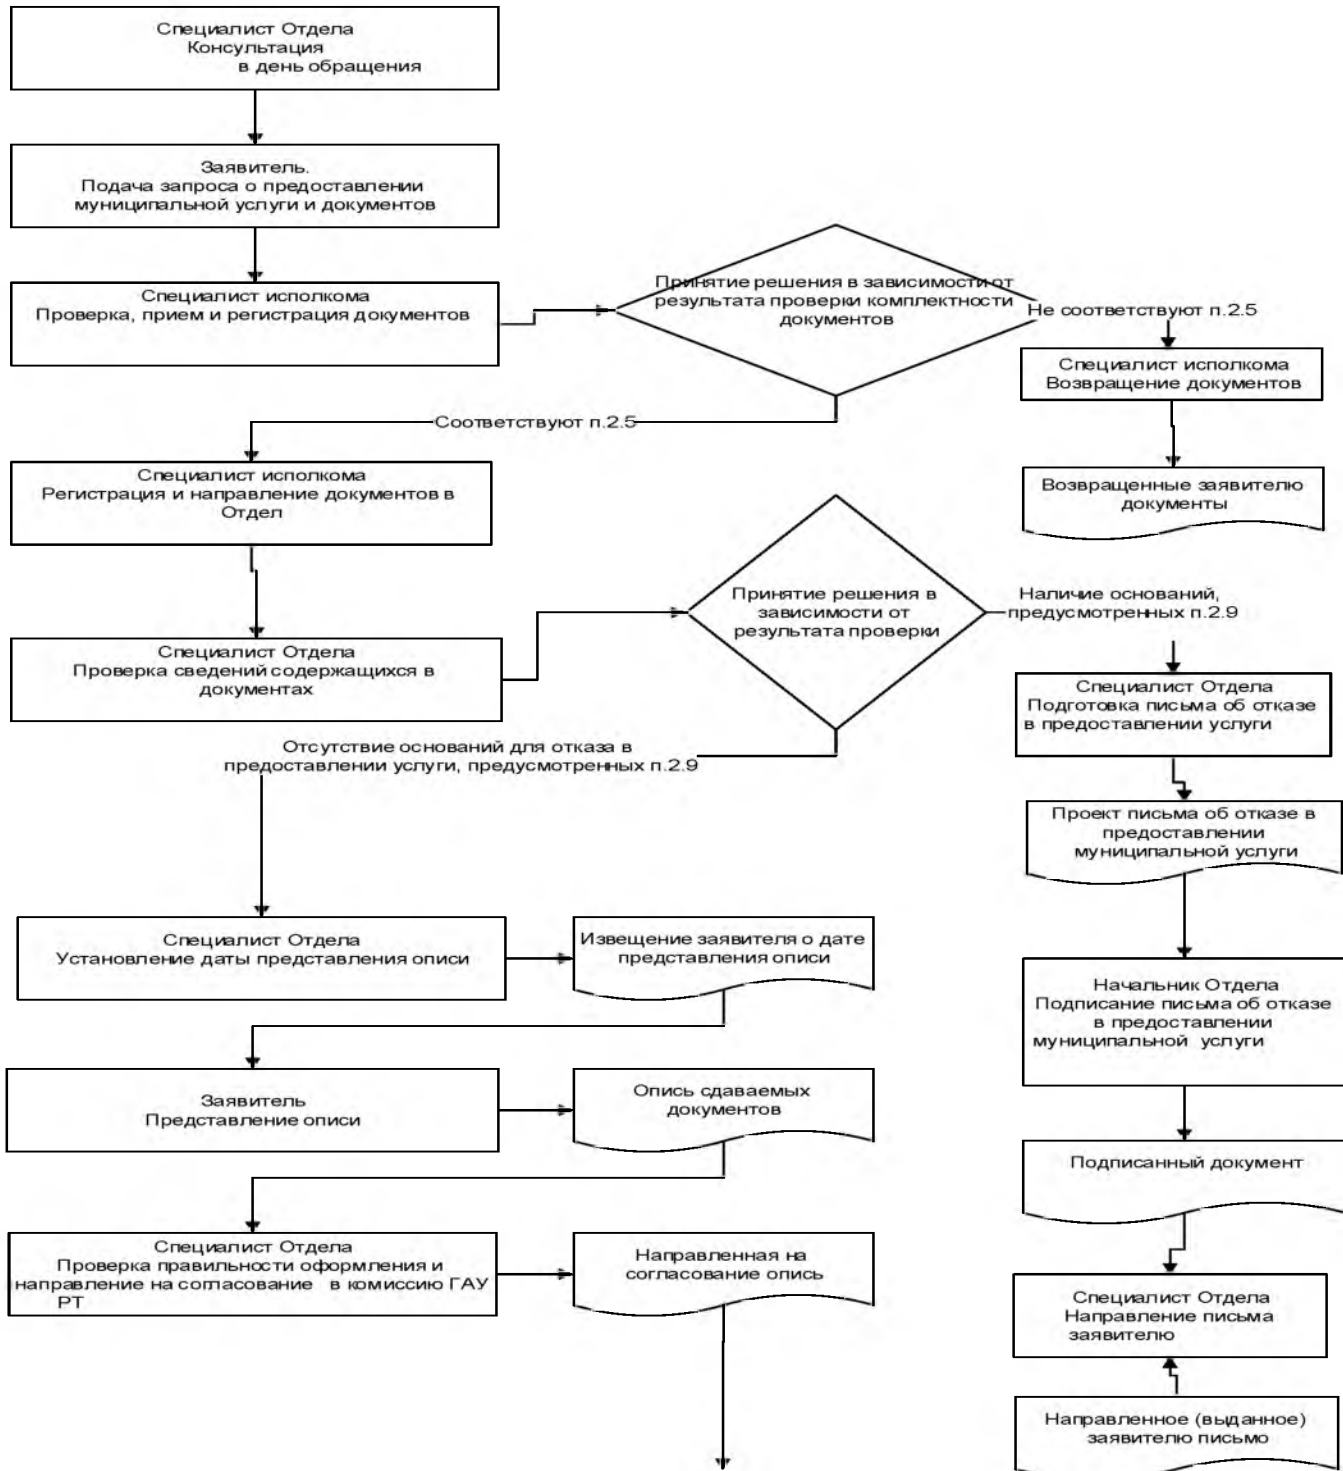 Специалист Отдела
Консультация
в день обращения
Заявитель.
Подача запроса о предоставлении
муниципальной услуги и документов
Специалист исполкома
Проверка, прием и регистрация документов
Принятие решения в зависимости от
результата проверки комплектности
документов
Не соответствуют п.2.5
Специалист исполкома
Возвращение документов
Соответствуют п.2.5
Возвращенные заявителю
документы
Специалист исполкома
Регистрация и направление документов в
Отдел
Принятие решения в
зависимости от
результата проверки
Наличие оснований,
предусмотренных п.2.9
Специалист Отдела
Проверка сведений содержащихся в
документах
Специалист Отдела
Подготовка письма об отказе
в предоставлении услуги
Отсутствие оснований для отказа в
предоставлении услуги, предусмотренных п.2.9
Проект письма об отказе в
предоставлении
муниципальной услуги
Специалист Отдела
Установление даты представления описи
Извещение заявителя о дате
представления описи
Начальник Отдела
Подписание письма об отказе
в предоставлении
муниципальной услуги
Заявитель
Представление описи
Опись сдаваемых
документов
Подписанный документ
Специалист Отдела
Проверка правильности оформления и
направление на согласование в комиссию ГАУ
РТ
Направленная на
согласование опись
Специалист Отдела
Направление письма
заявителю
Направленное (выданное)
заявителю письмо